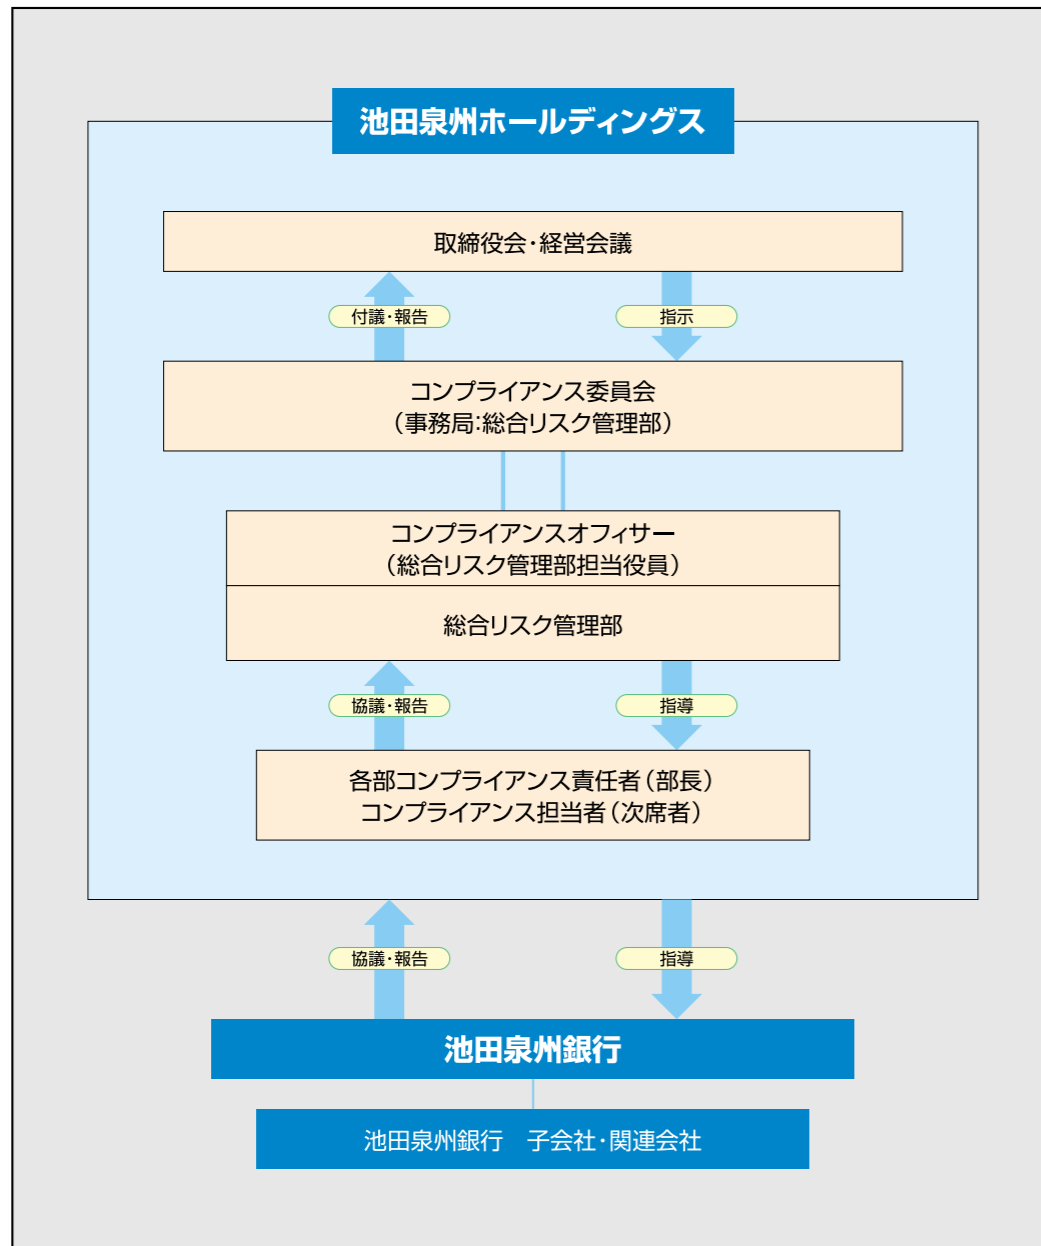 池田泉州ホールディングス
取締役会・経営会議
付議・報告
指示
コンプライアンス委員会
（事務局：総合リスク管理部）
コンプライアンスオフィサー
（総合リスク管理部担当役員）
総合リスク管理部
協議・報告
指導
各部コンプライアンス責任者（部長）
コンプライアンス担当者（次席者）
協議・報告
指導
池田泉州銀行
池田泉州銀行　子会社・関連会社